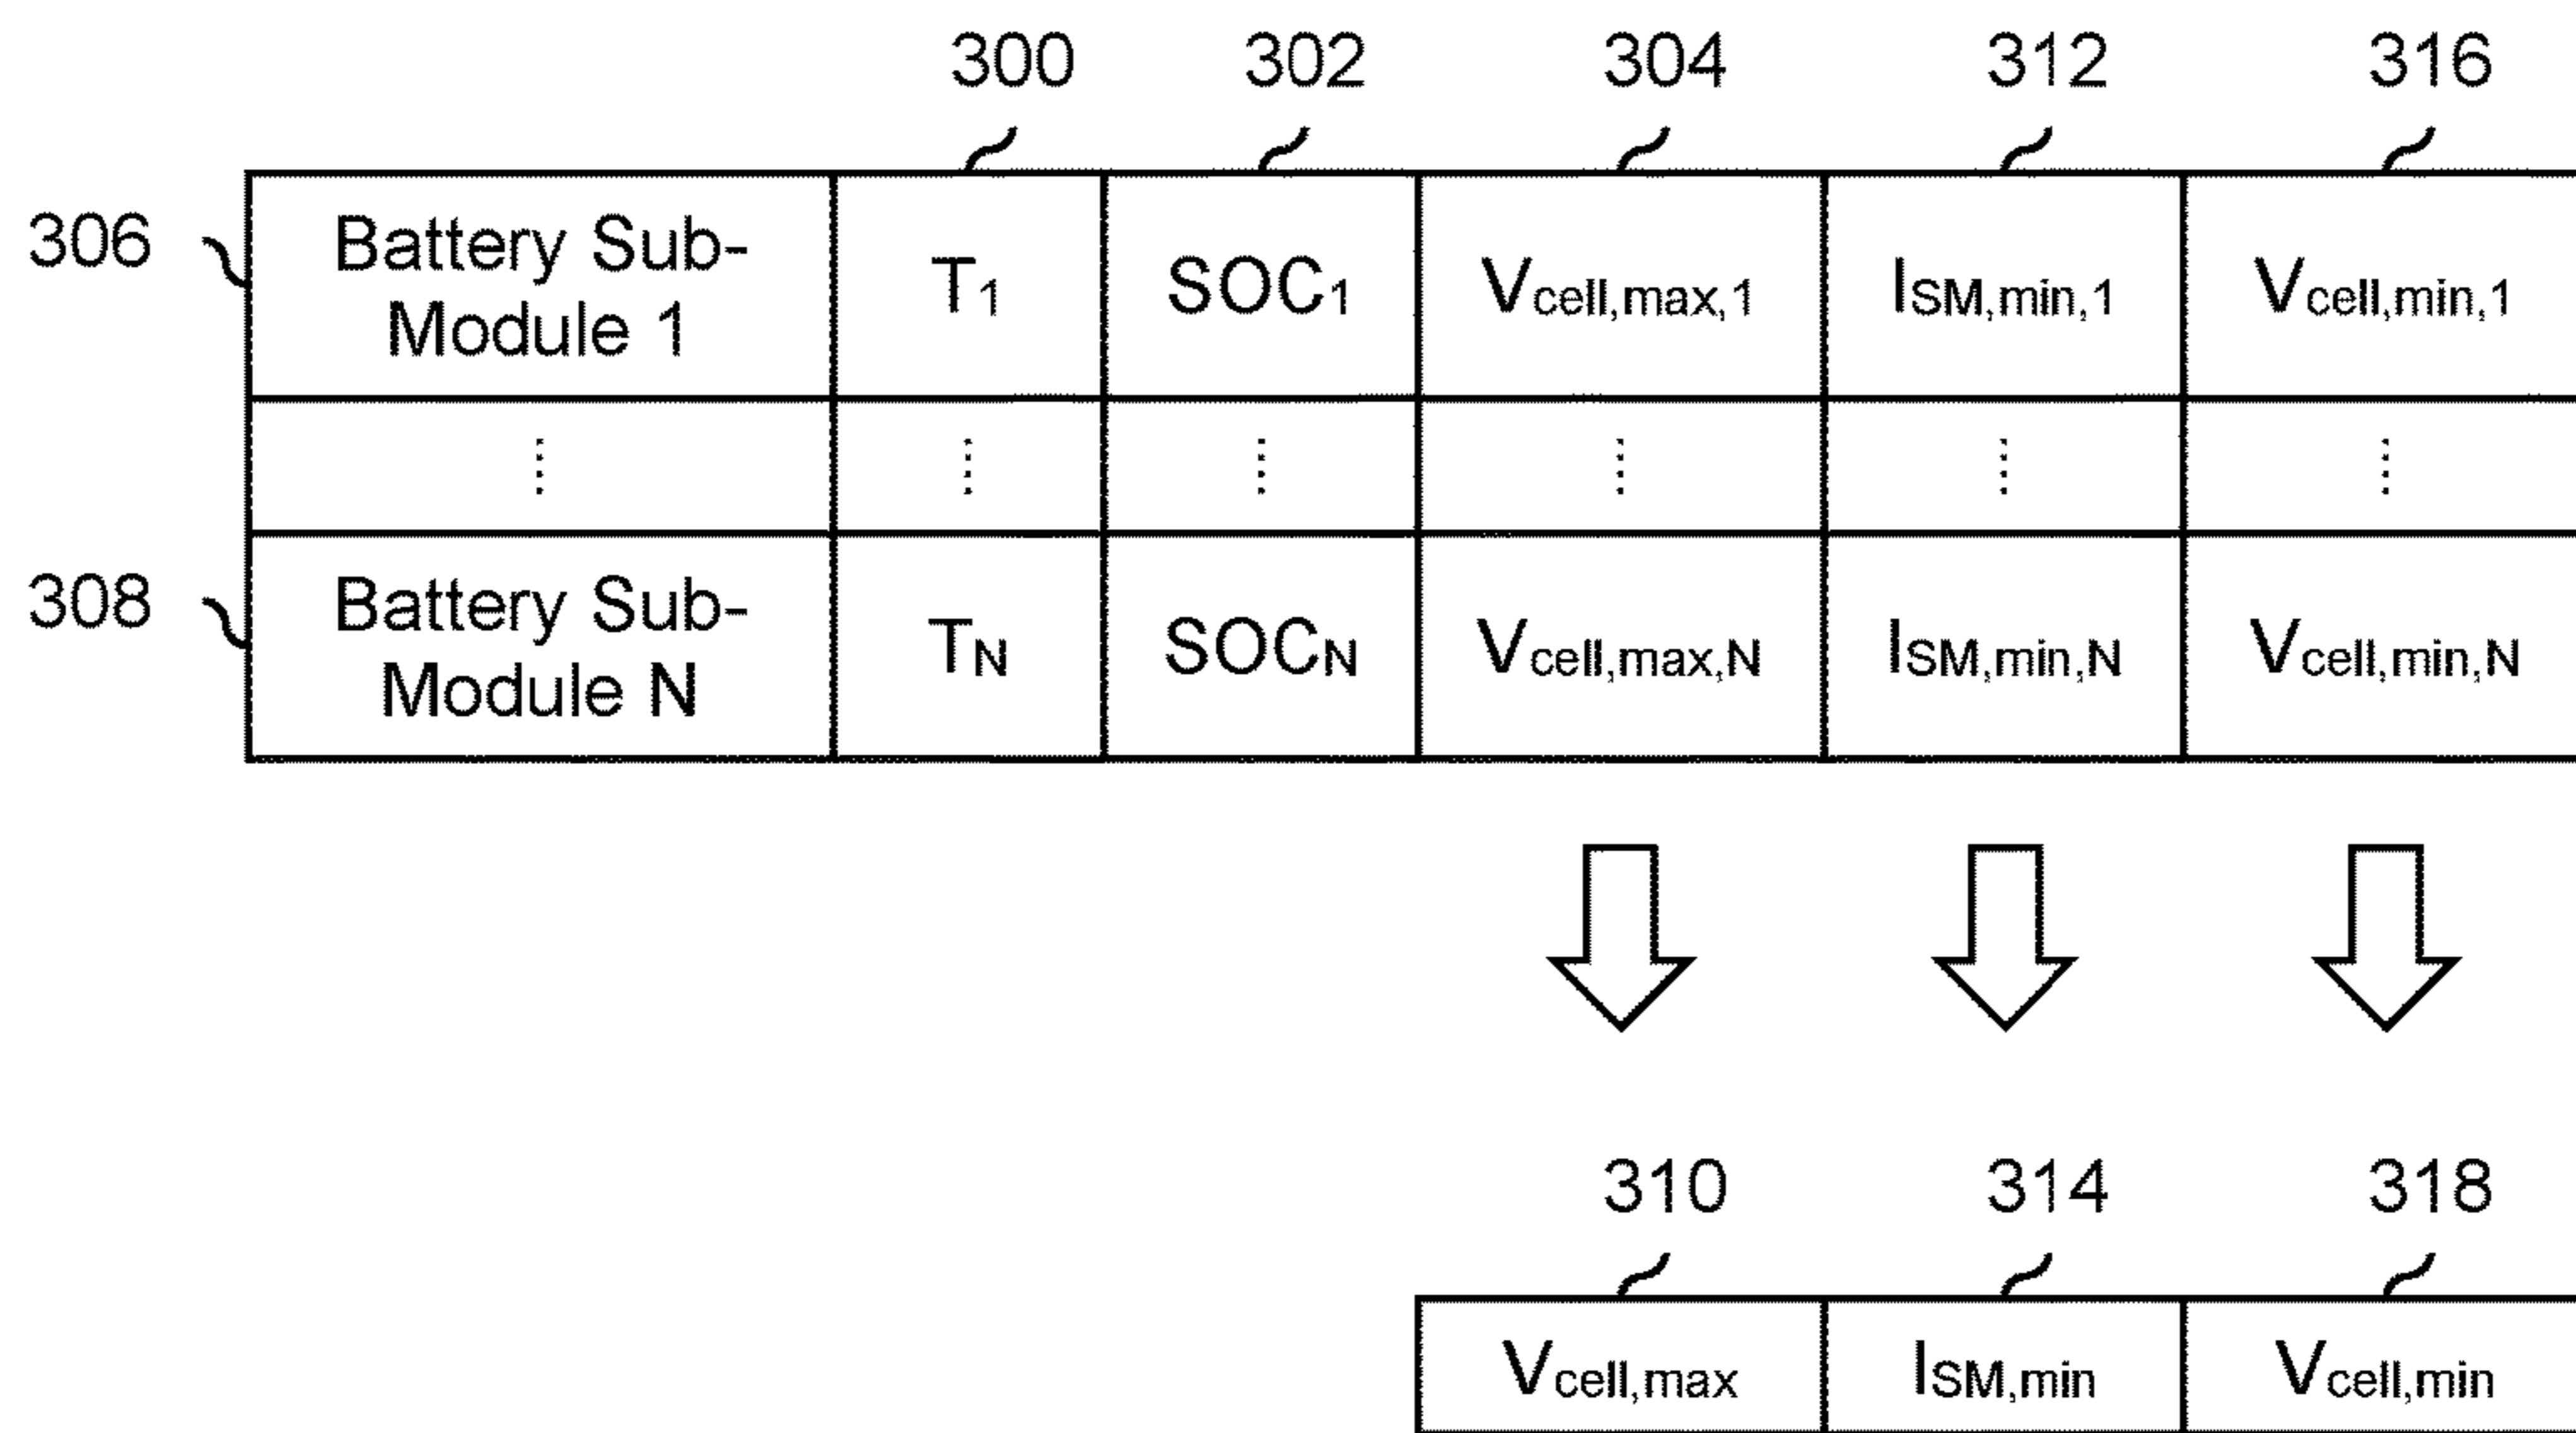 300 302 304 312 316
306 Battery Sub-
Module 1 T₁ SOC₁ Vcell,max,1 ISM,min,1 Vcell,min,1
⋮ ⋮ ⋮ ⋮ ⋮ ⋮
308 Battery Sub-
Module N TN SOCN Vcell,max,N ISM,min,N Vcell,min,N
310 314 318
Vcell,max ISM,min Vcell,min